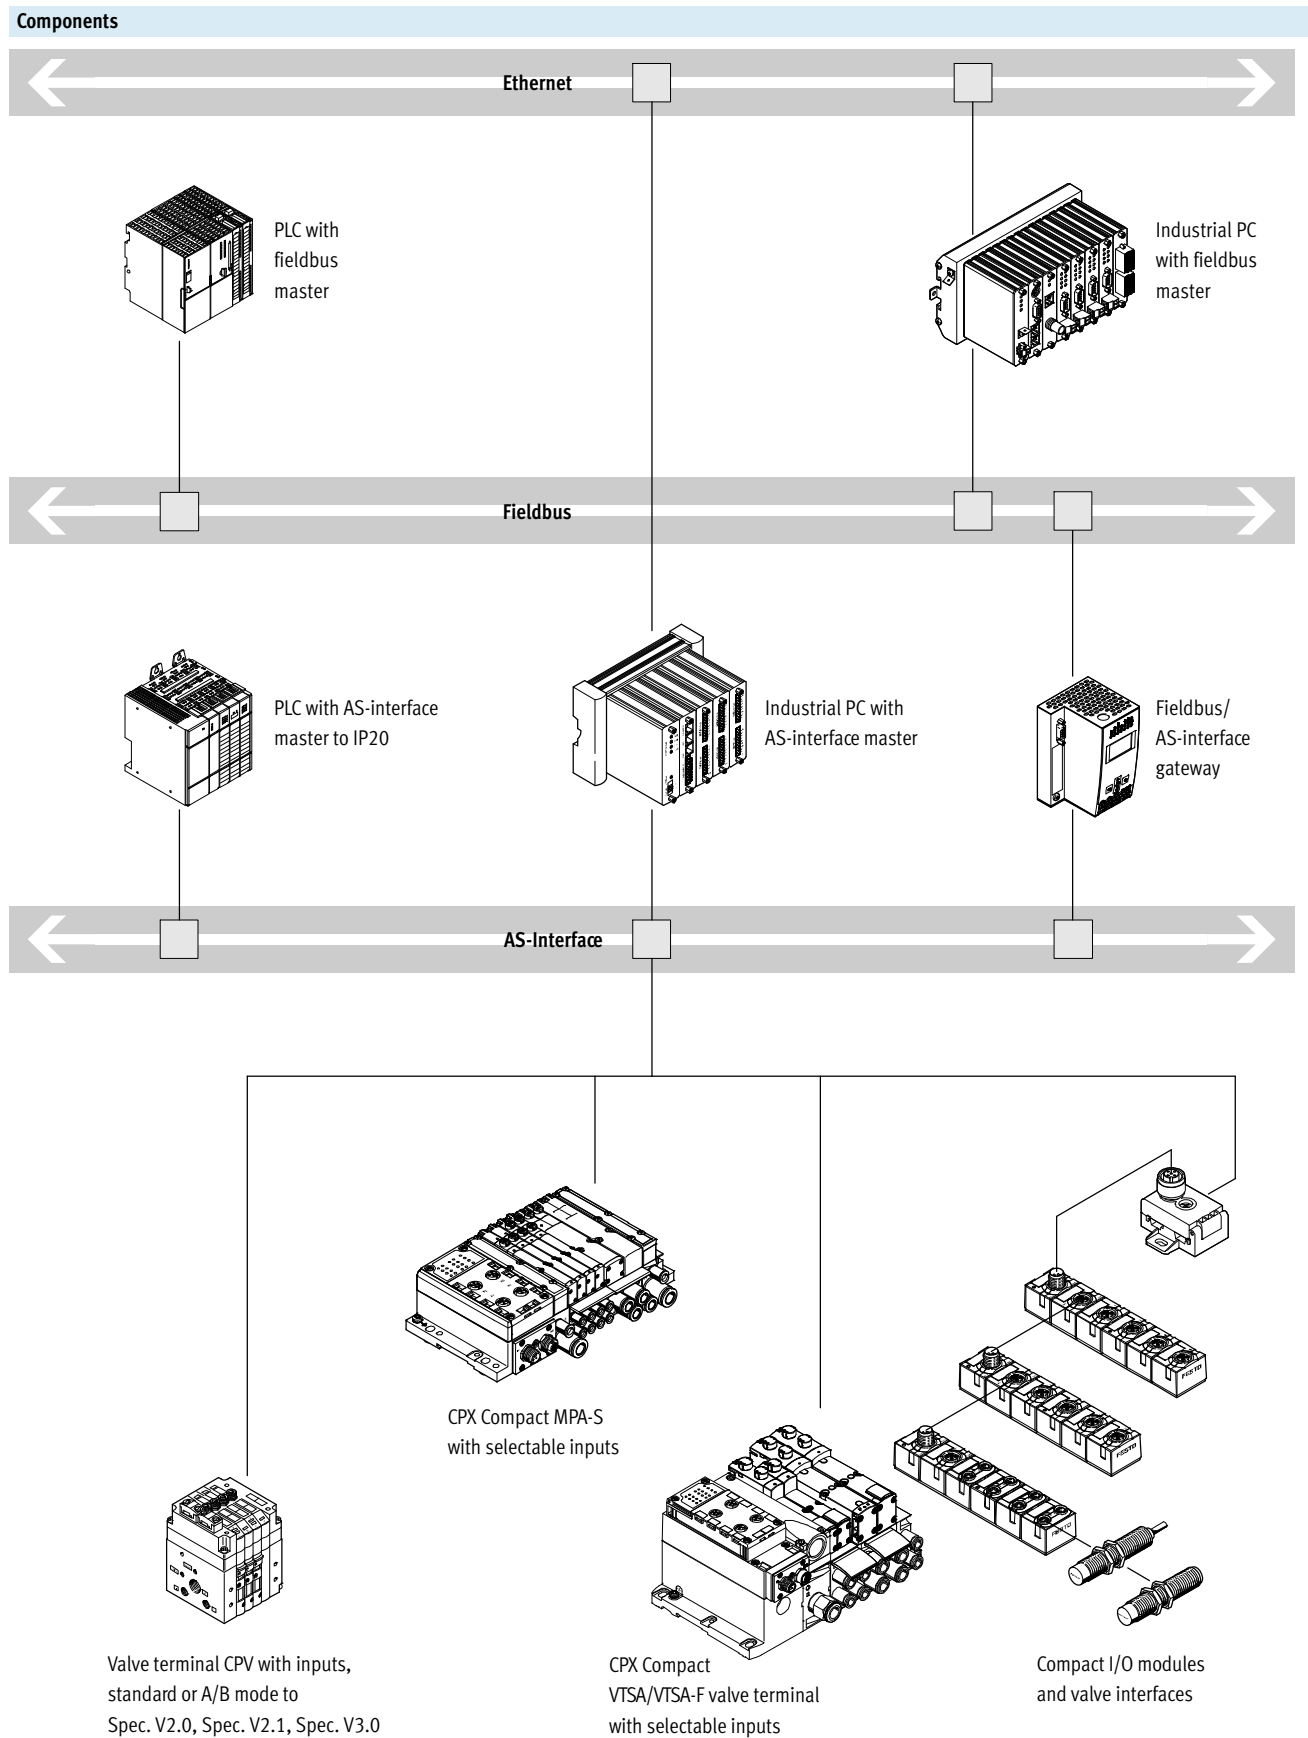 Components
Ethernet
PLC with
fieldbus
master
Industrial PC
with fieldbus
master
Fieldbus
PLC with AS-interface
master to IP20
Industrial PC with
AS-interface master
Fieldbus/
AS-interface
gateway
AS-Interface
CPX Compact MPA-S
with selectable inputs
FESTO
FESTO
FESTO
Valve terminal CPV with inputs,
standard or A/B mode to
Spec. V2.0, Spec. V2.1, Spec. V3.0
CPX Compact
VTSA/VTSA-F valve terminal
with selectable inputs
Compact I/O modules
and valve interfaces